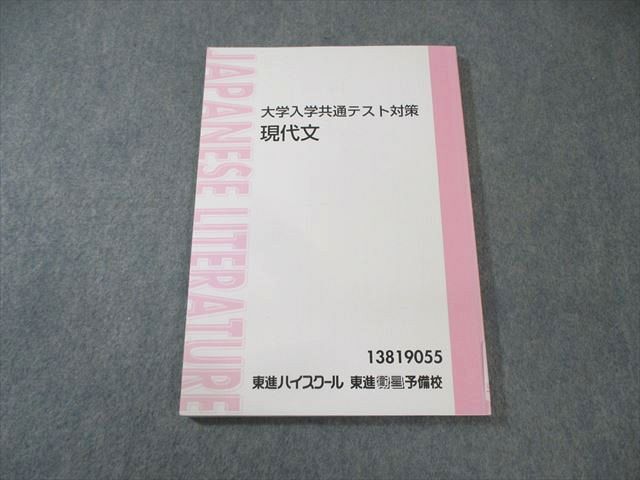 JAPANESE LITERATURE
大学入学共通テスト対策
現代文
13819055
東進ハイスクール 東進衛星予備校